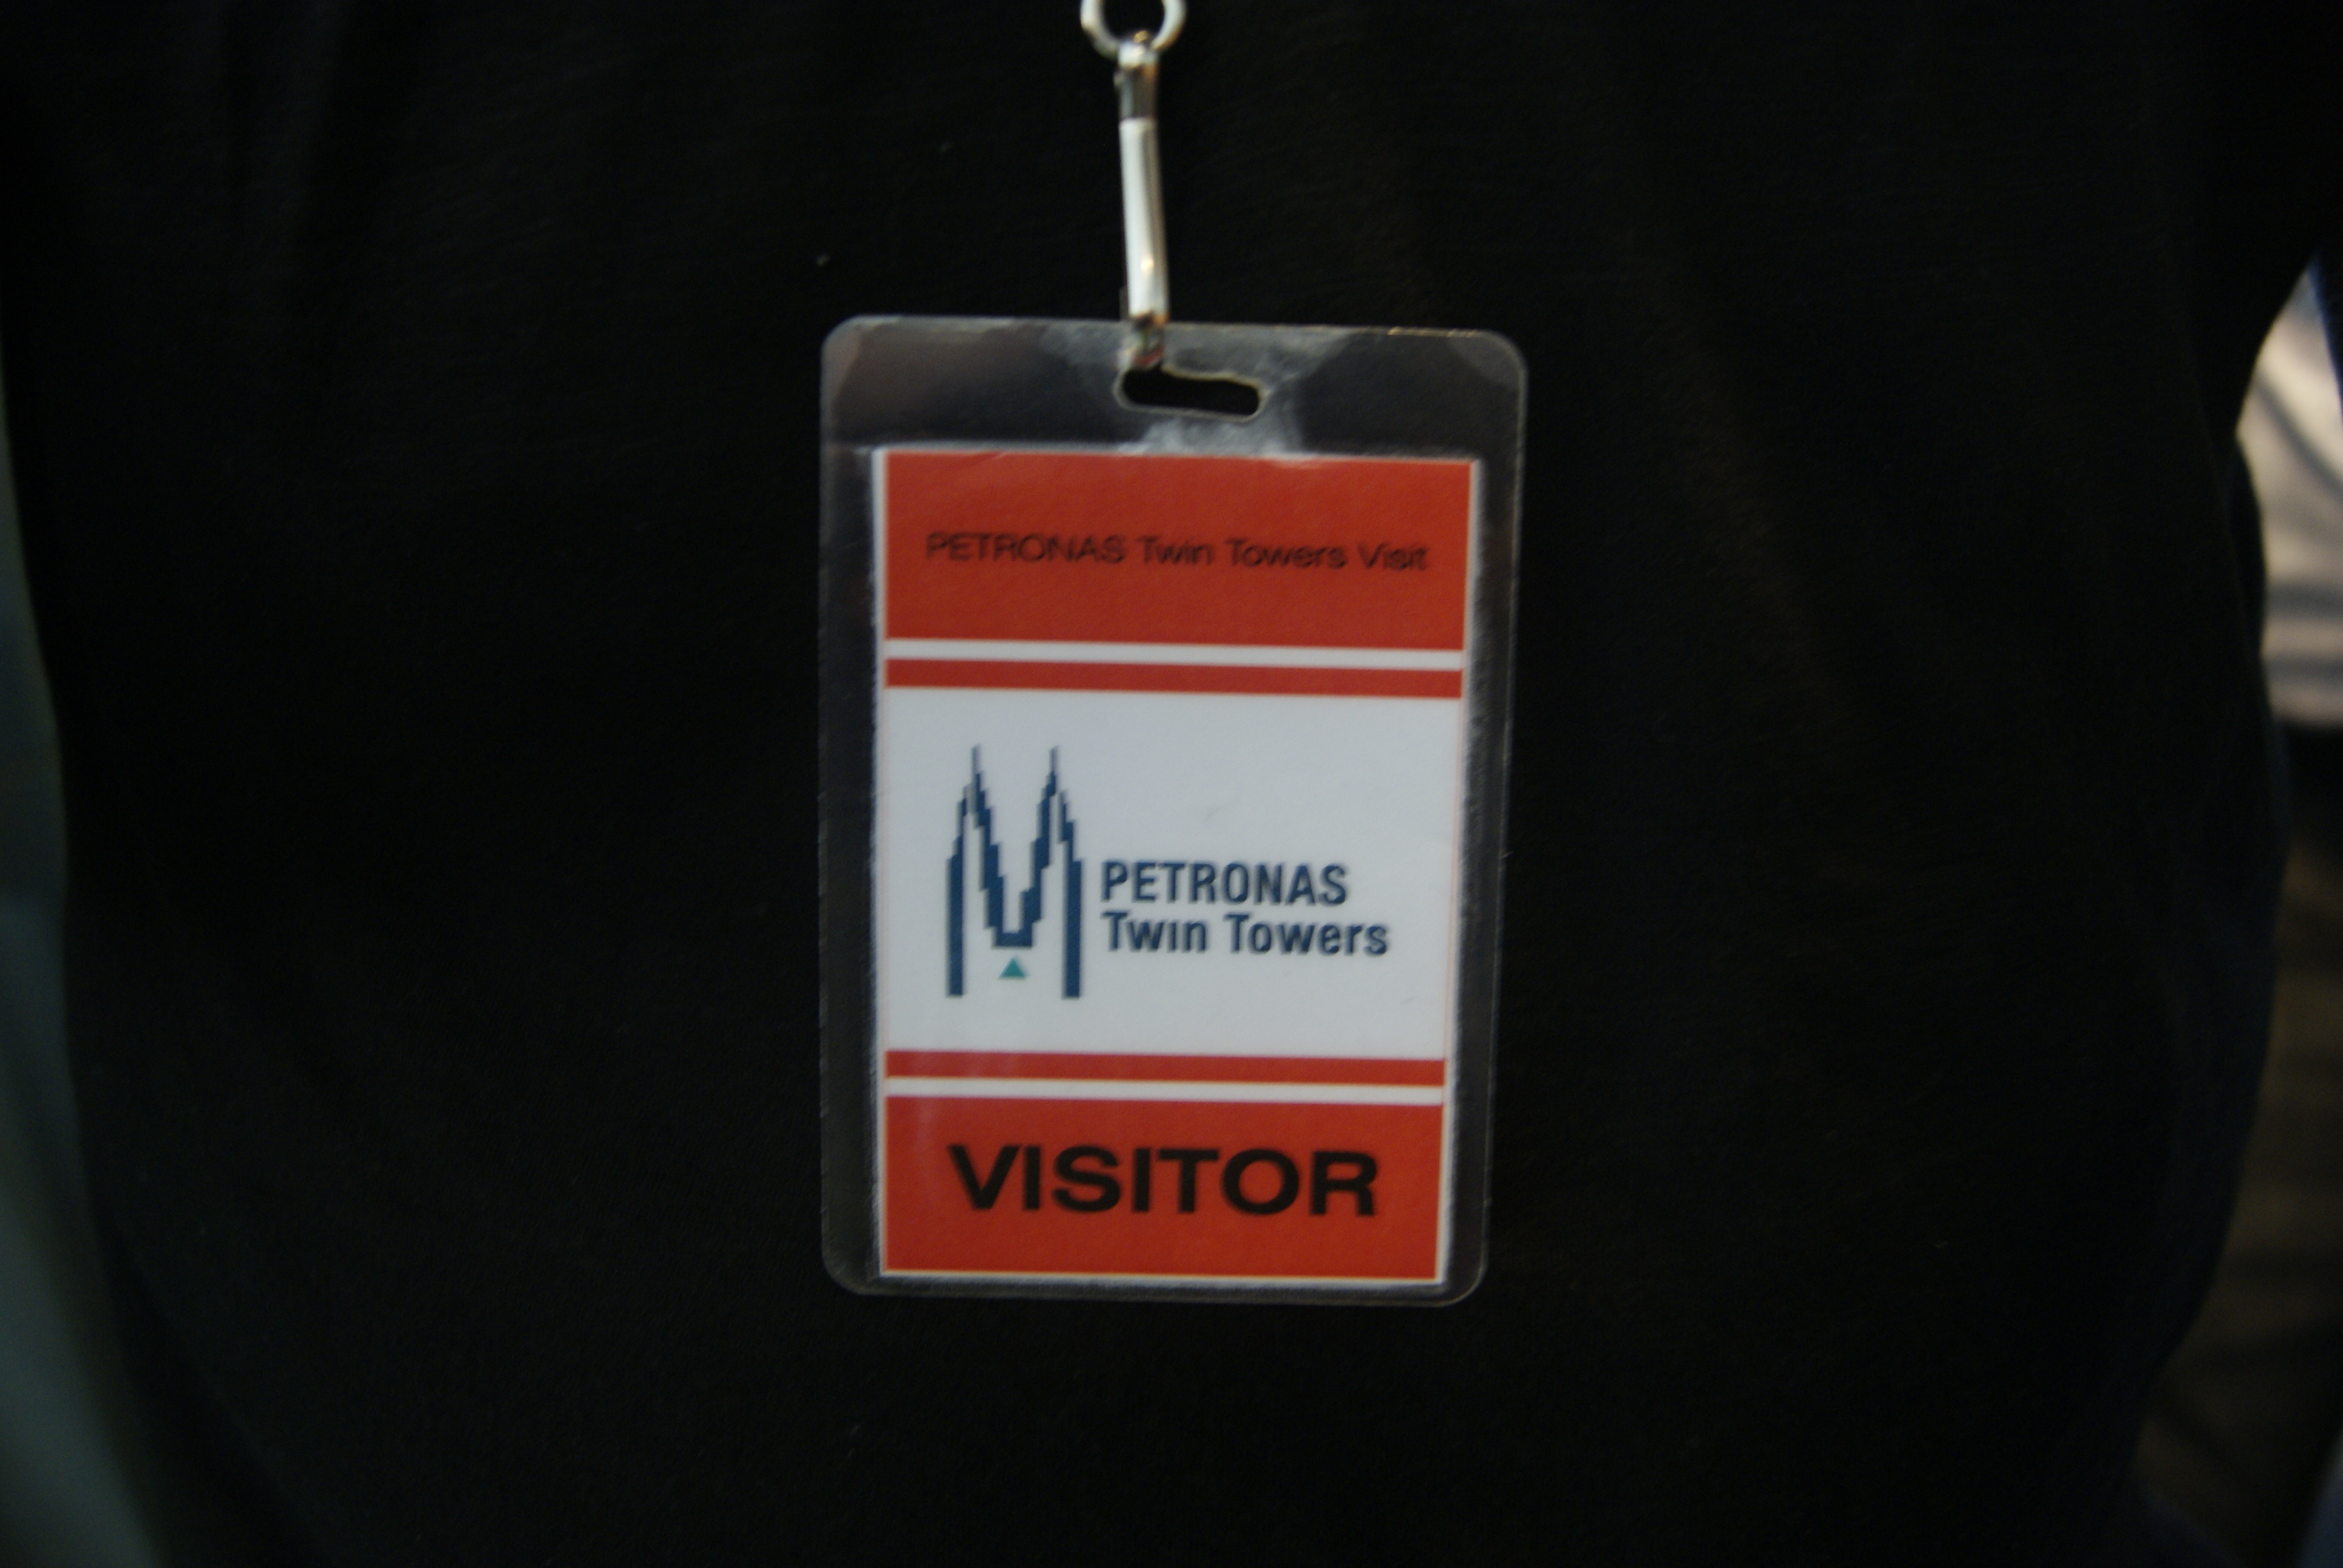 PETRONAS Twin Towers Visit
PETRONAS
Twin Towers
VISITOR